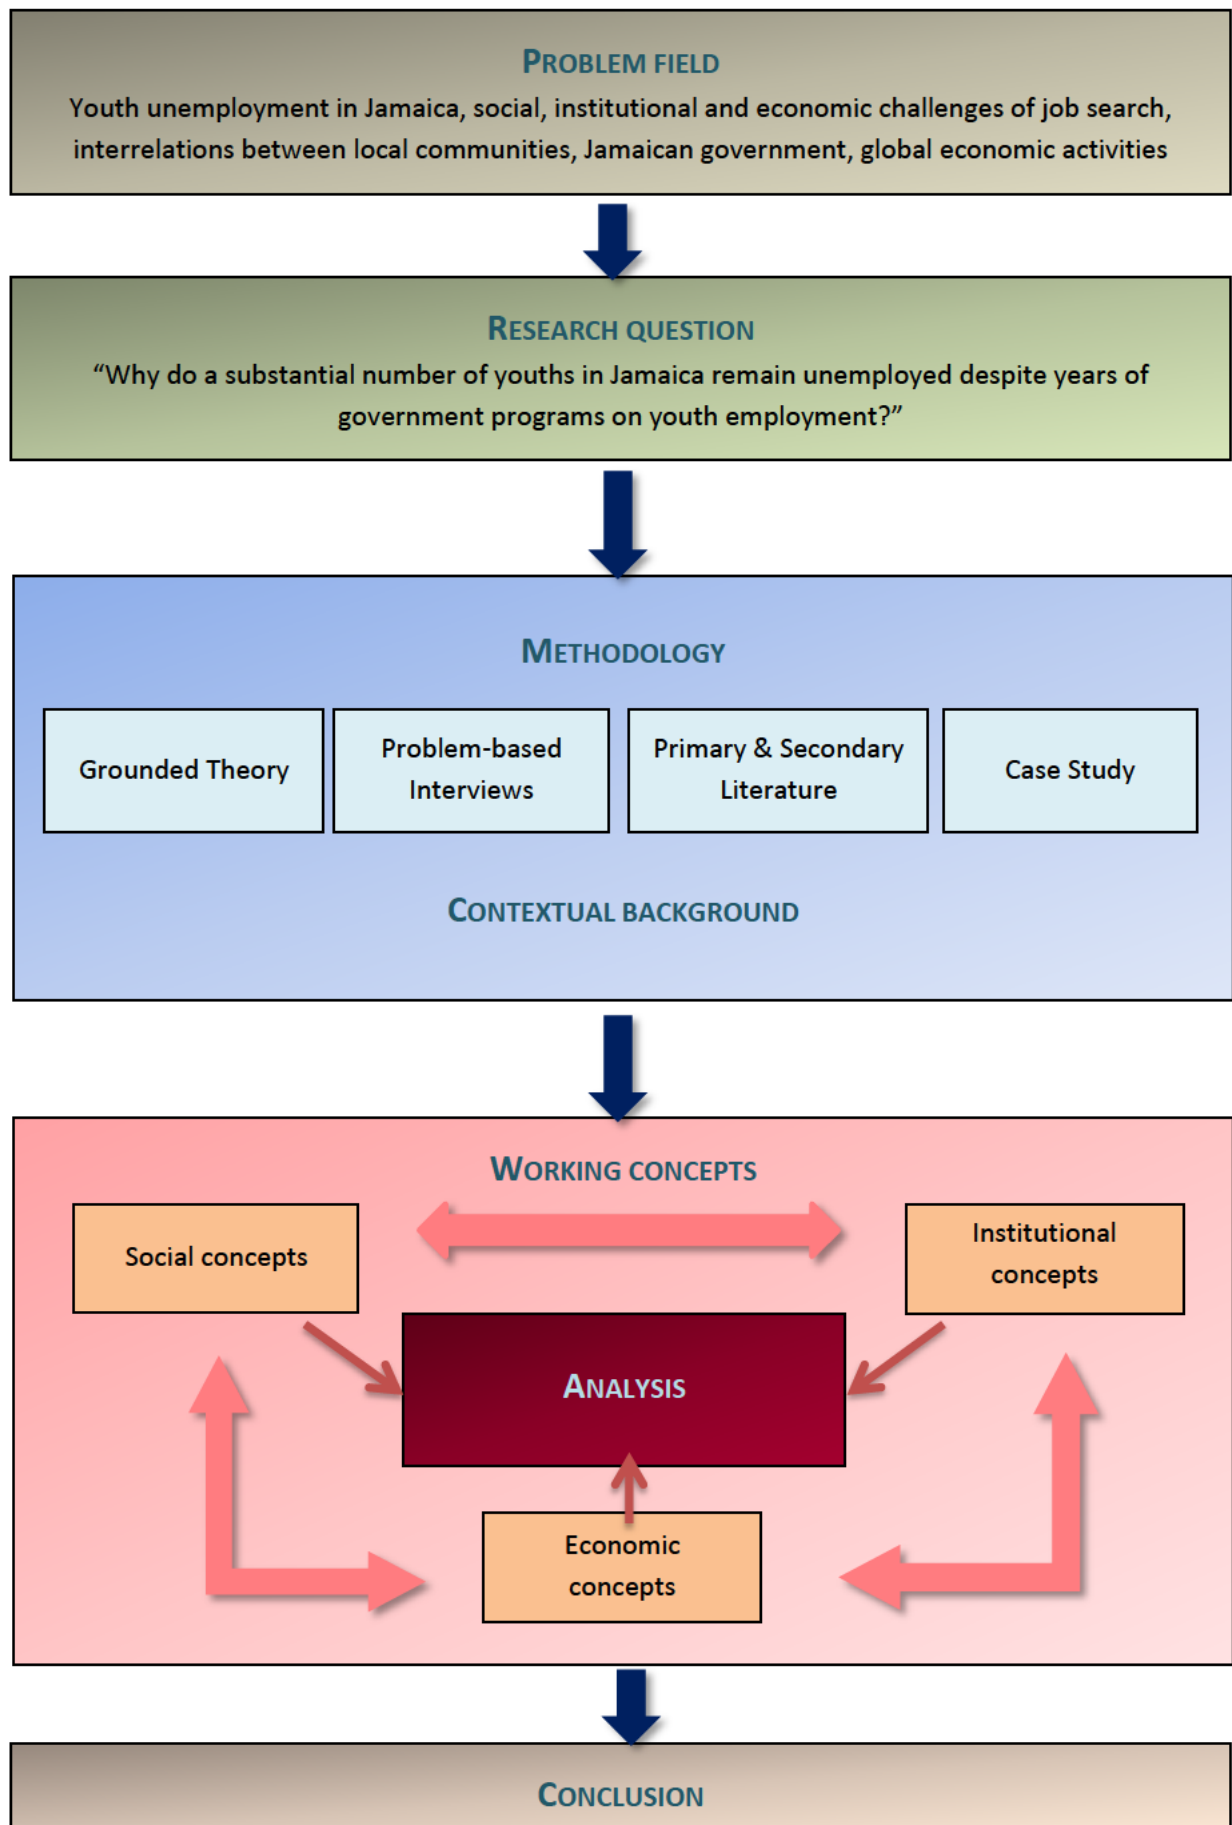 PROBLEM FIELD
Youth unemployment in Jamaica, social, institutional and economic challenges of job search,
interrelations between local communities, Jamaican government, global economic activities
RESEARCH QUESTION
“Why do a substantial number of youths in Jamaica remain unemployed despite years of
government programs on youth employment?”
METHODOLOGY
Grounded Theory
Problem-based
Interviews
Primary & Secondary
Literature
Case Study
CONTEXTUAL BACKGROUND
WORKING CONCEPTS
Social concepts
Institutional
concepts
ANALYSIS
Economic
concepts
CONCLUSION